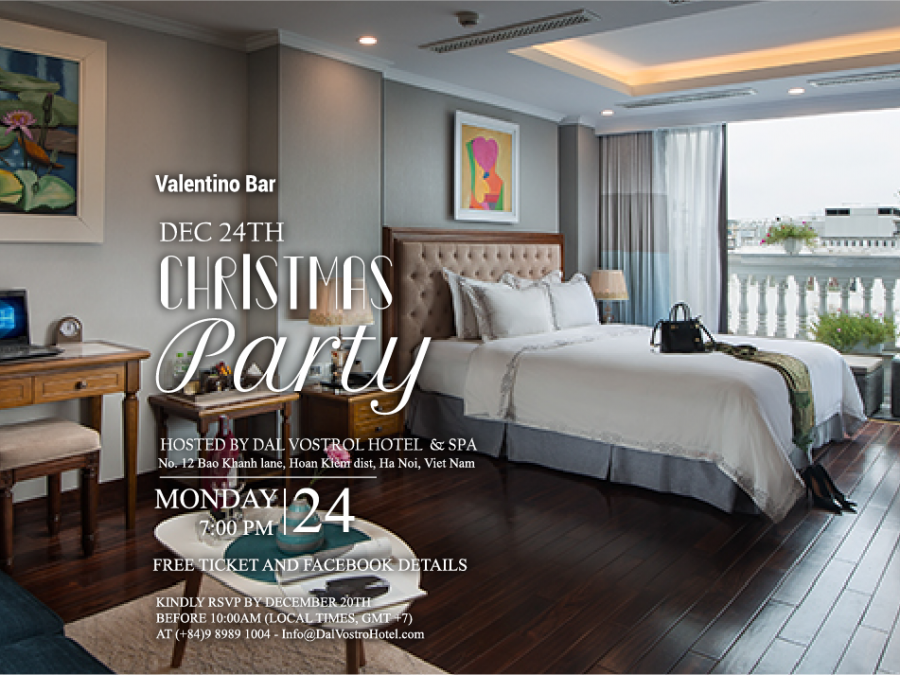 Valentino Bar
DEC 24TH
CHRISTMAS
Party
HOSTED BY DAL VOSTROL HOTEL & SPA
No. 12 Bao Khanh lane, Hoan Kiem dist, Ha Noi, Viet Nam
MONDAY
7:00 PM
24
FREE TICKET AND FACEBOOK DETAILS
KINDLY RSVP BY DECEMBER 20TH
BEFORE 10:00AM (LOCAL TIMES, GMT +7)
AT (+84)9 8989 1004 - Info@DalVostroHotel.com